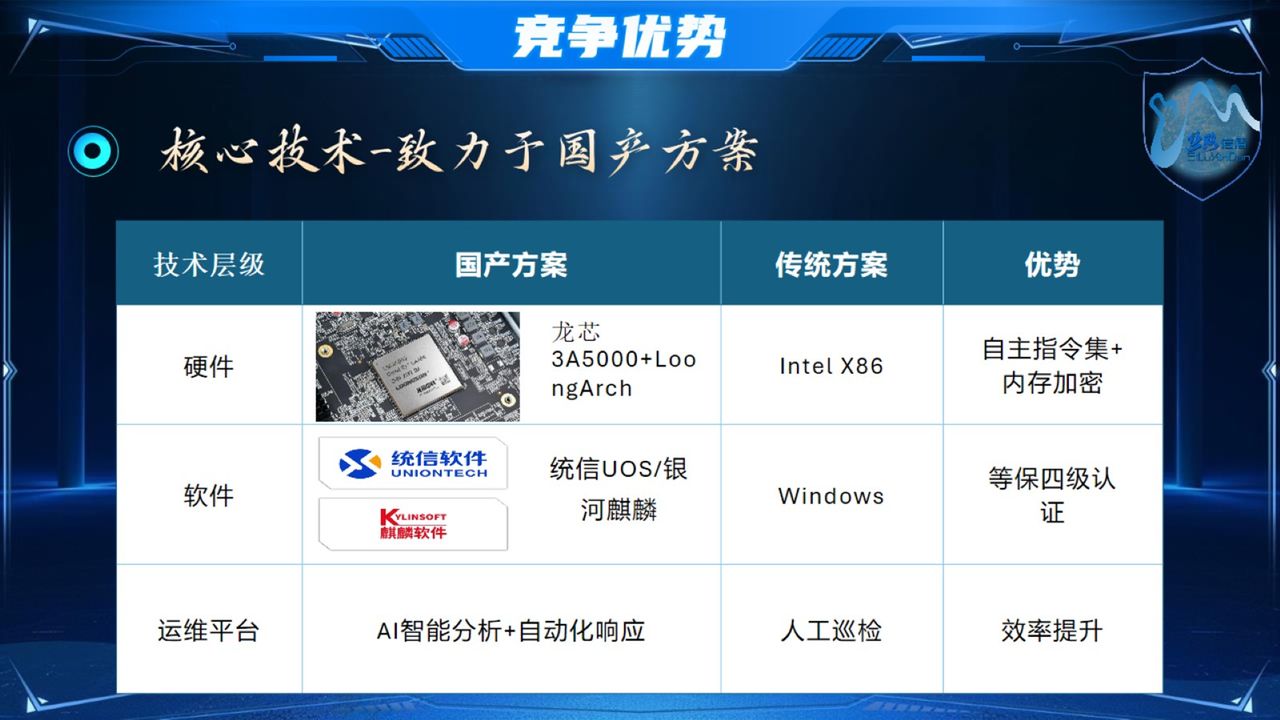 竞争优势
核心技术-致力于国产方案
技术层级
国产方案
传统方案
优势
硬件
LOONGSON
龙芯
3A5000+Loo
ngArch
Intel X86
自主指令集+
内存加密
软件
统信软件
UNIONTECH
KYLINSOFT
麒麟软件
统信UOS/银
河麒麟
Windows
等保四级认
证
运维平台
AI智能分析+自动化响应
人工巡检
效率提升